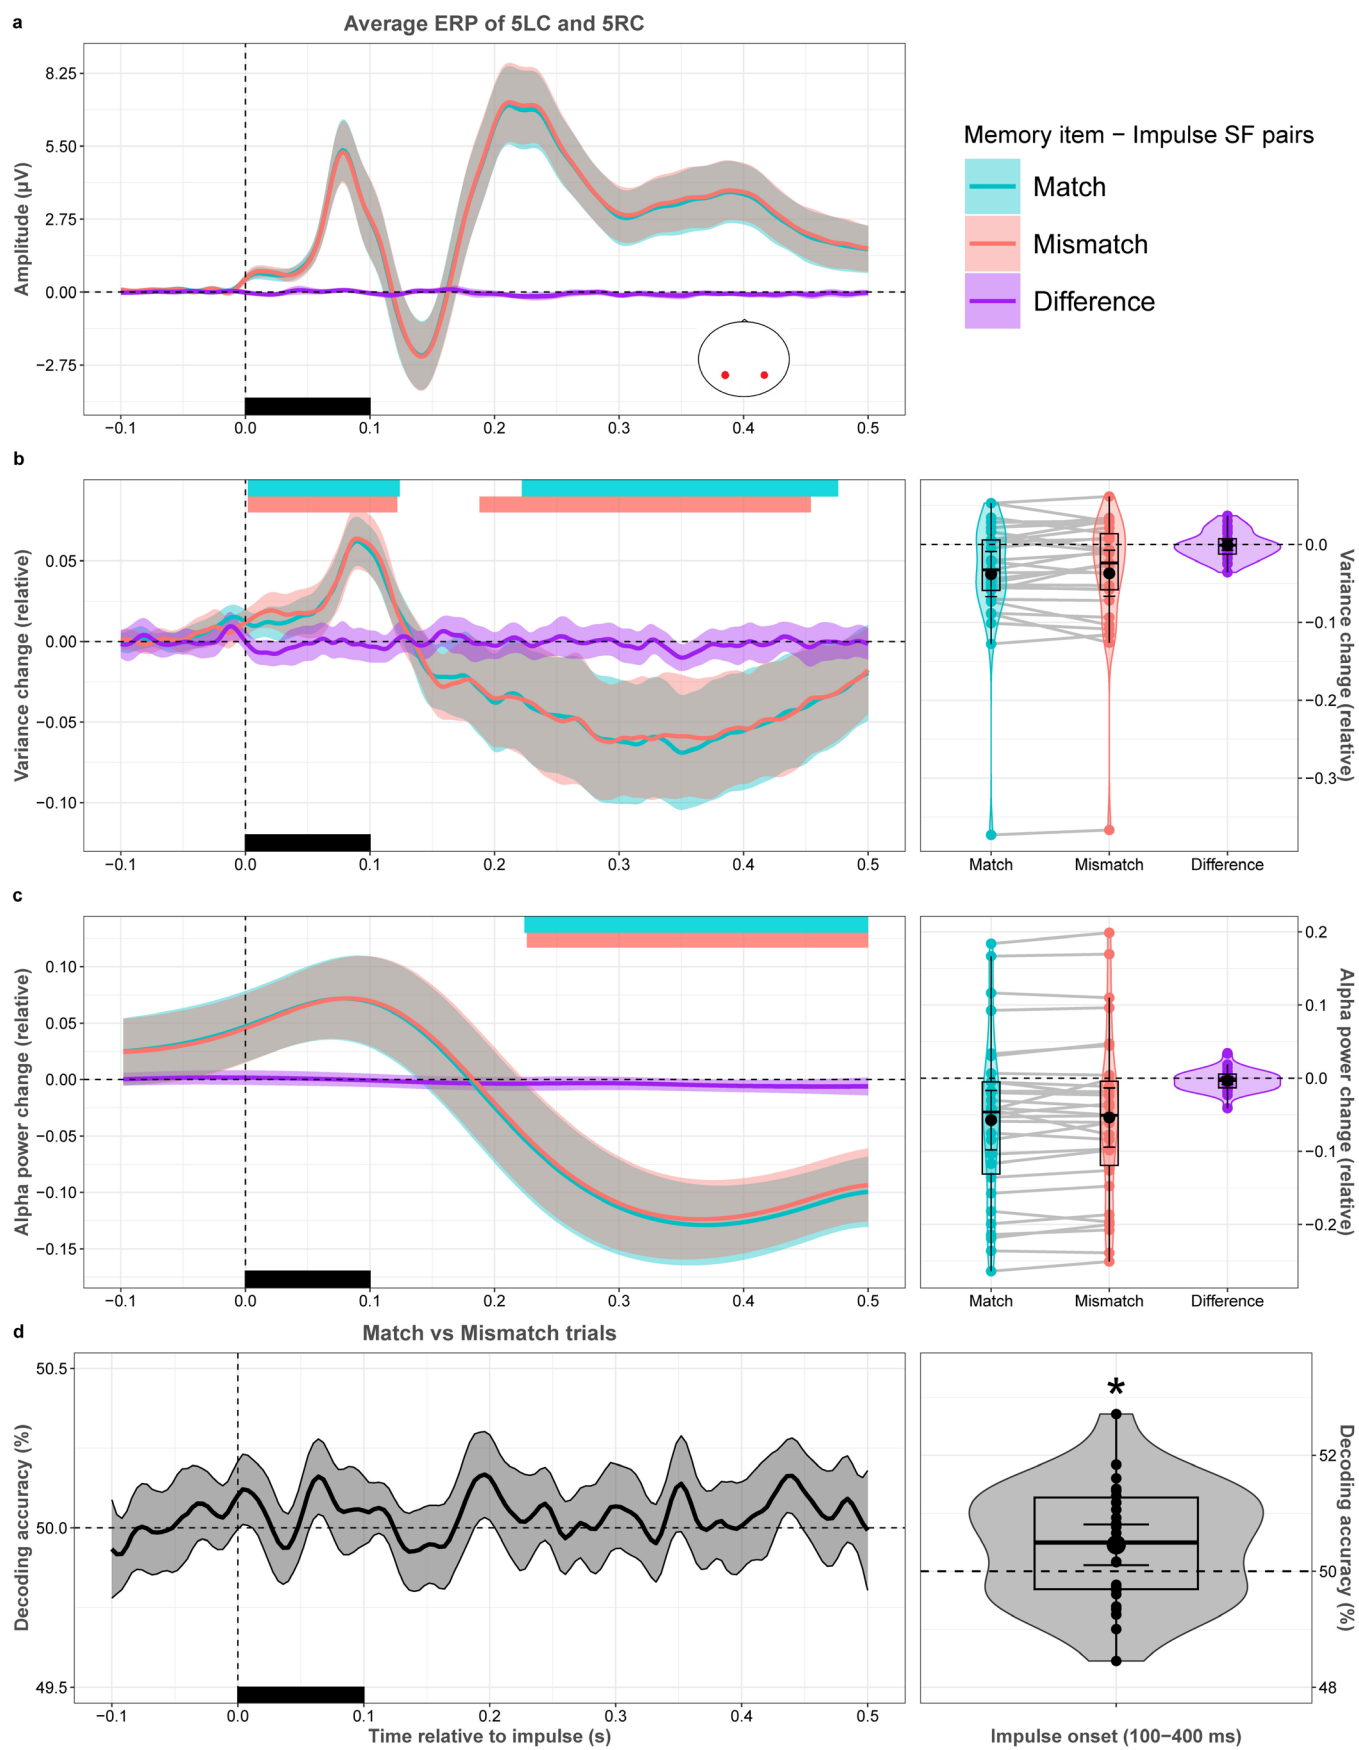 a
Average ERP of 5LC and 5RC
Amplitude (µV)
8.25
5.50
2.75
0.00
−2.75
−0.1
0.0
0.1
0.2
0.3
0.4
0.5
Memory item − Impulse SF pairs
Match
Mismatch
Difference
b
Variance change (relative)
0.05
0.00
−0.05
−0.10
−0.1
0.0
0.1
0.2
0.3
0.4
0.5
0.0
−0.1
−0.2
−0.3
Variance change (relative)
Match
Mismatch
Difference
c
Alpha power change (relative)
0.10
0.05
0.00
−0.05
−0.10
−0.15
−0.1
0.0
0.1
0.2
0.3
0.4
0.5
0.2
0.1
0.0
−0.1
−0.2
Alpha power change (relative)
Match
Mismatch
Difference
d
Match vs Mismatch trials
Decoding accuracy (%)
50.5
50.0
49.5
−0.1
0.0
0.1
0.2
0.3
0.4
0.5
Time relative to impulse (s)
*
52
50
48
Decoding accuracy (%)
Impulse onset (100−400 ms)